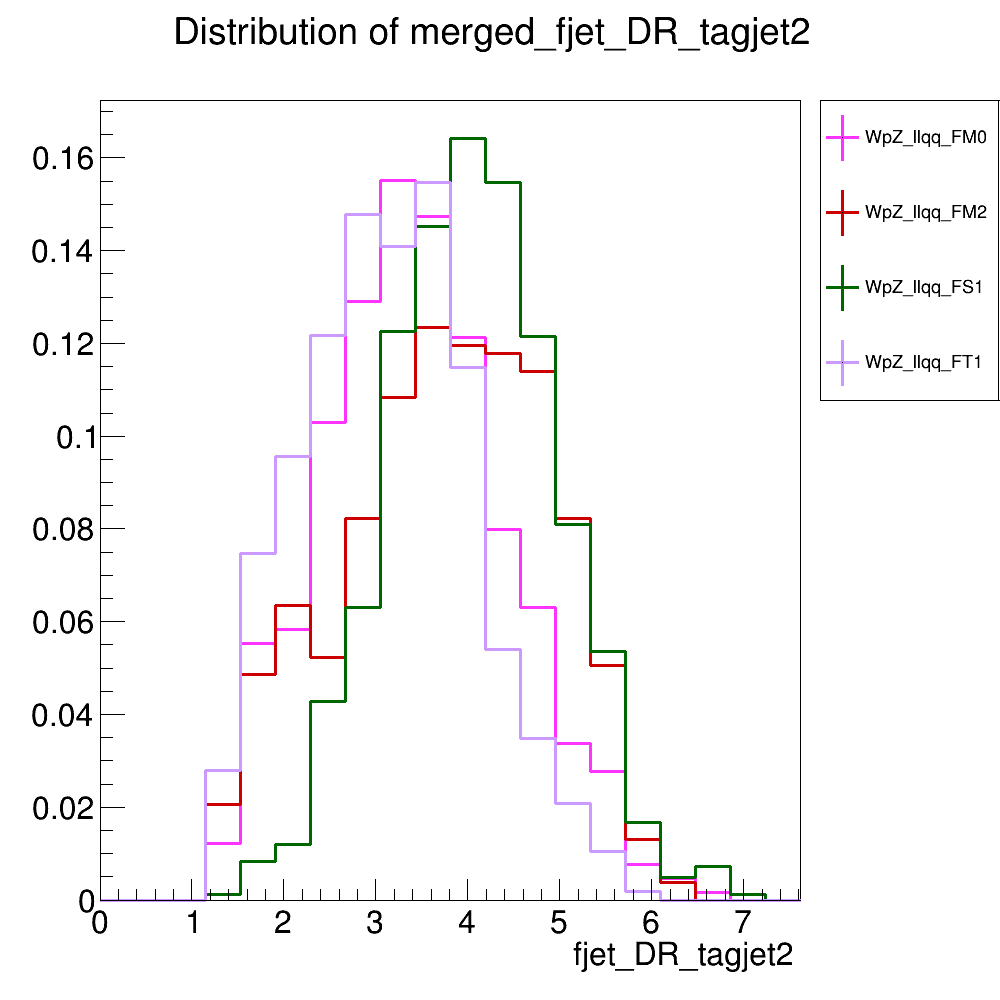 Distribution of merged_fjet_DR_tagjet2
WpZ_llqq_FM0
WpZ_llqq_FM2
WpZ_llqq_FS1
WpZ_llqq_FT1
0.16
0.14
0.12
0.1
0.08
0.06
0.04
0.02
0
0 1 2 3 4 5 6 7
fjet_DR_tagjet2